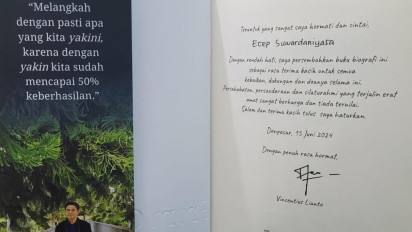 "Melangkah
dengan pasti apa
yang kita yakini,
karena dengan
yakin kita sudah
mencapai 50%
keberhasilan."
Teruntuk yang sangat saya hormati dan cintai,
Ecep Suwardaniyasa
Dengan rendah hati, saya persembahkan buku biografi ini
sebagai rasa terima kasih untuk semua
kebaikan, dukungan dan doanya selama ini.
Persahabatan, persaudaraan dan silaturahmi yang terjalin erat
amat sangat berharga dan tiada ternilai.
Salam dan terima kasih tulus saya haturkan.
Denpasar, 15 Juni 2024
Dengan penuh rasa hormat,
Vincentius Lianto